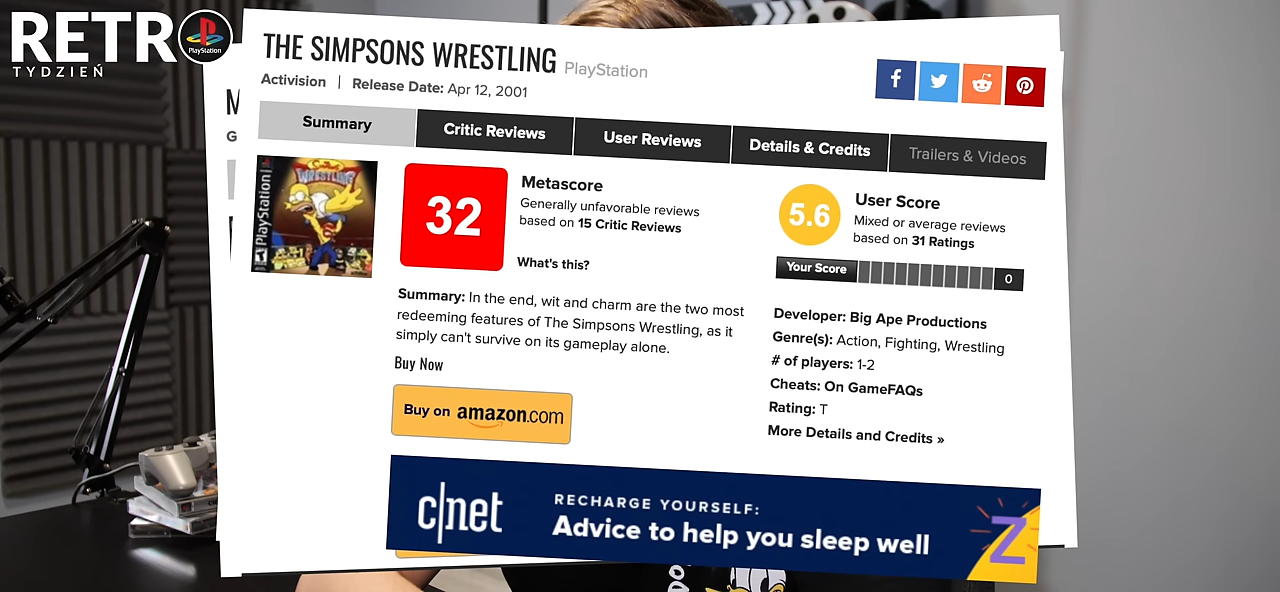 RETRO
PlayStation
TYDZIEŃ
M
G
THE SIMPSONS WRESTLING PlayStation
Activision | Release Date: Apr 12, 2001
Summary
Critic Reviews
User Reviews
Details & Credits
Trailers & Videos
PlayStation
The Simpsons
WRESTLING
32
Metascore
Generally unfavorable reviews
based on 15 Critic Reviews
What's this?
5.6
User Score
Mixed or average reviews
based on 31 Ratings
Your Score
0
Summary: In the end, wit and charm are the two most
redeeming features of The Simpsons Wrestling, as it
simply can't survive on its gameplay alone.
Buy Now
Buy on amazon.com
Developer: Big Ape Productions
Genre(s): Action, Fighting, Wrestling
# of players: 1-2
Cheats: On GameFAQs
Rating: T
More Details and Credits »
c|net
RECHARGE YOURSELF:
Advice to help you sleep well
Z